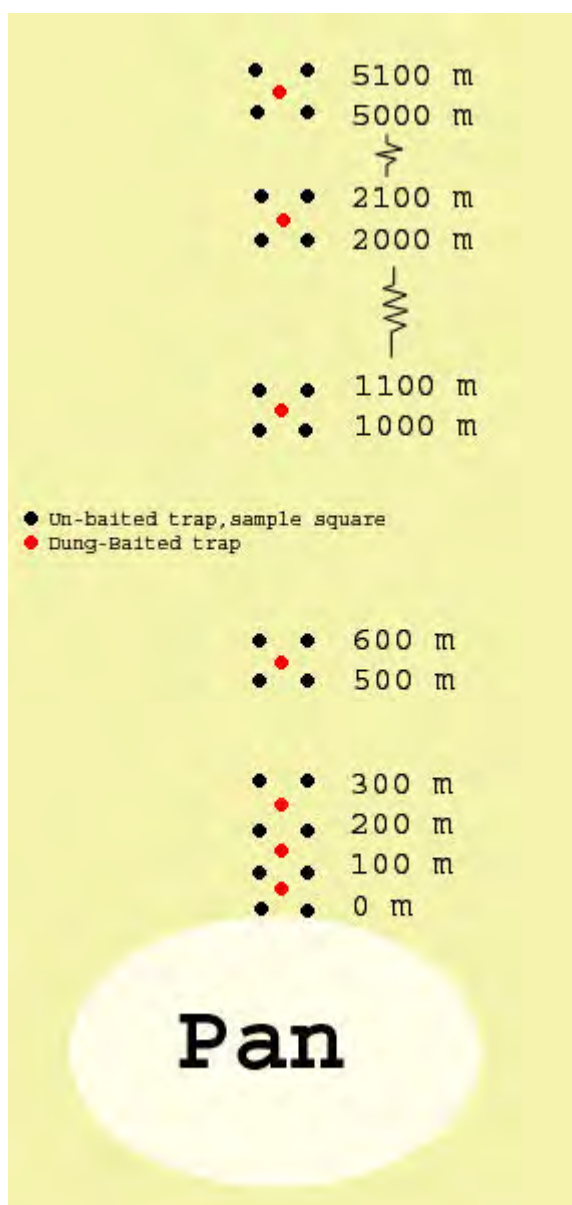 5100 m
5000 m
2100 m
2000 m
1100 m
1000 m
Un-baited trap,sample square
Dung-Baited trap
600 m
500 m
300 m
200 m
100 m
0 m
Pan